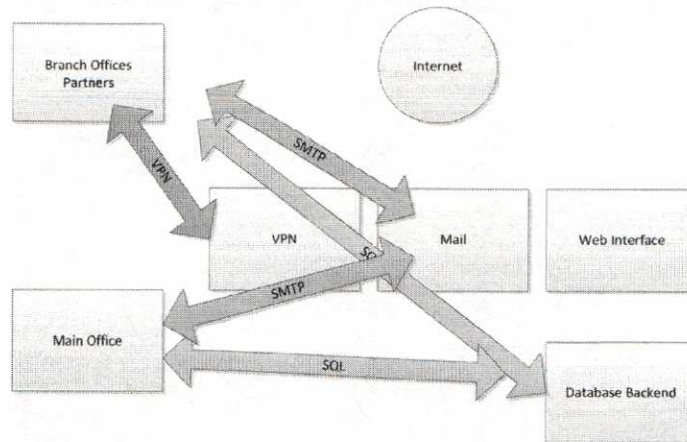 Branch Offices
Partners
Internet
SMTP
VPN
VPN
Mail
Web Interface
SMTP
Main Office
SQL
Database Backend